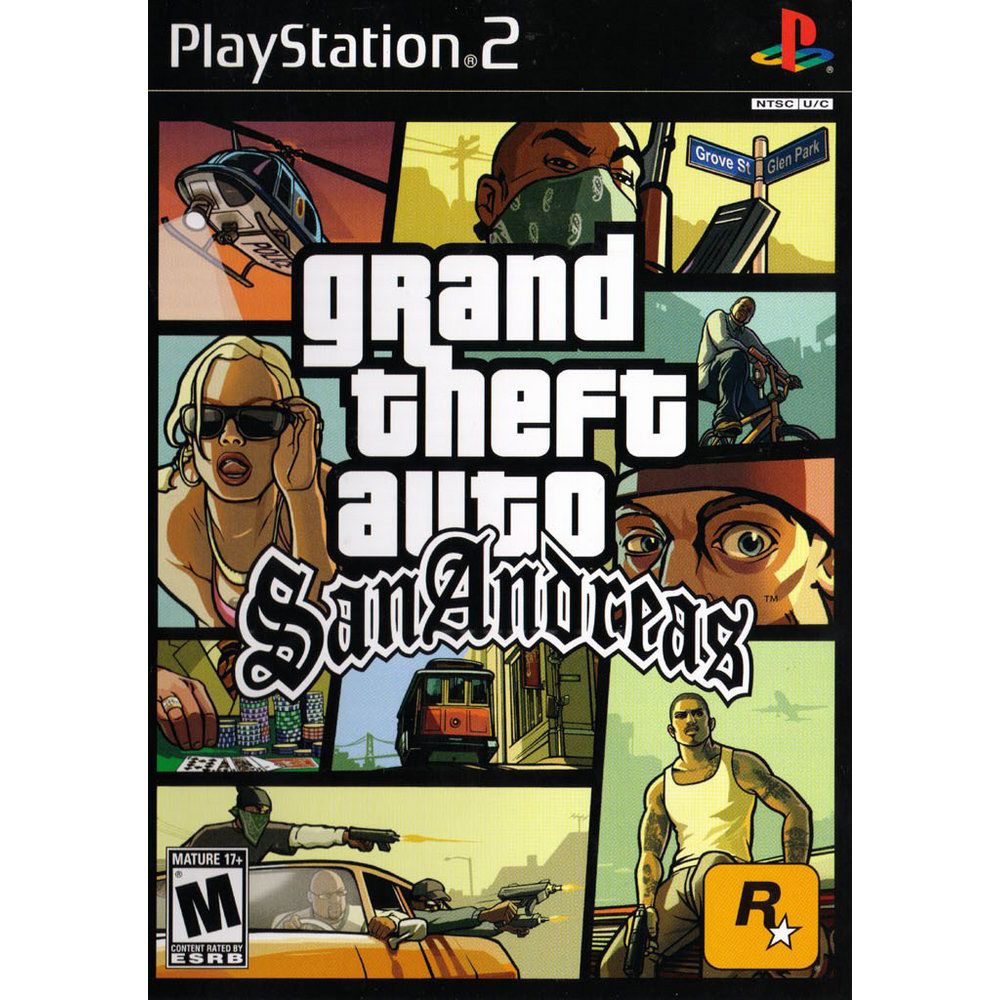 PlayStation®2
®
NTSC U/C
Grove St
Glen Park
POLICE
grand
theft
auto
San Andreas
TM
MATURE 17+
®
M
CONTENT RATED BY
ESRB
R